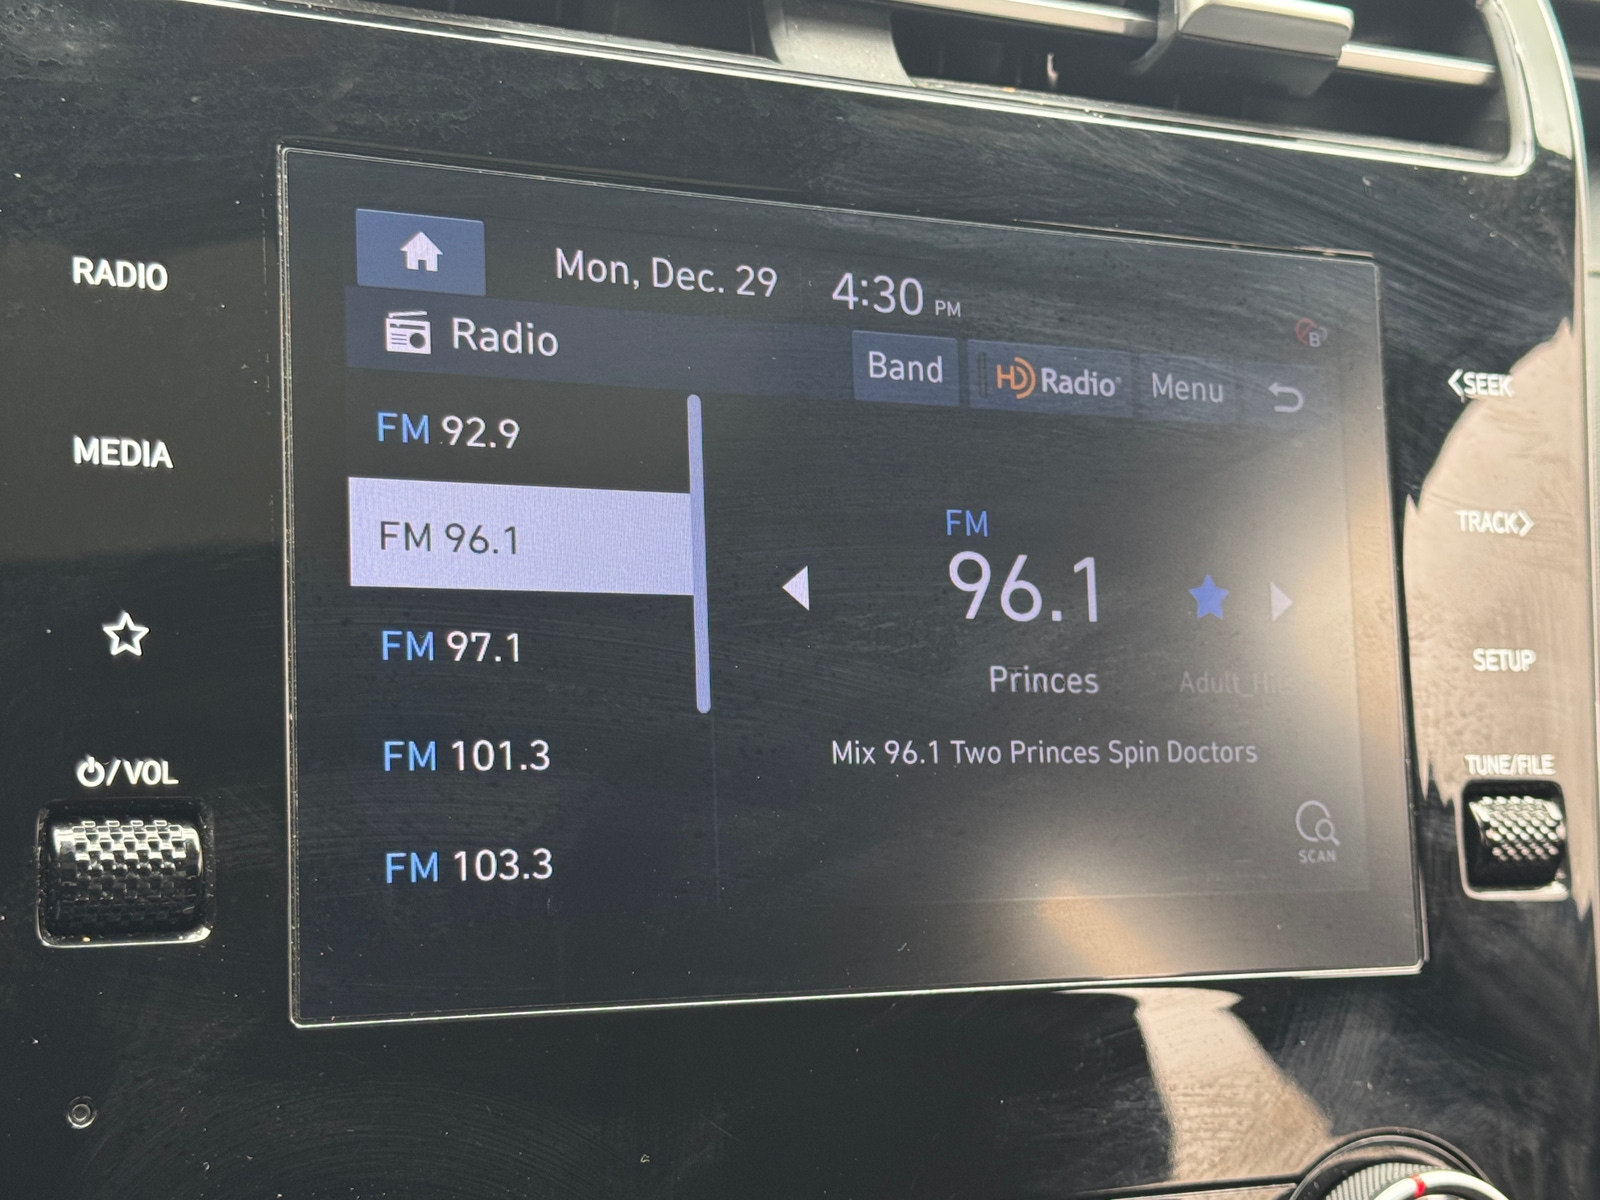 Mon, Dec. 29 4:30 PM
Radio
Band HD Radio Menu
RADIO
MEDIA
/VOL
FM 92.9
FM 96.1
FM 97.1
FM 101.3
FM 103.3
FM
96.1
Princes
Mix 96.1 Two Princes Spin Doctors
SCAN
SEEK
TRACK
SETUP
TUNE/FILE